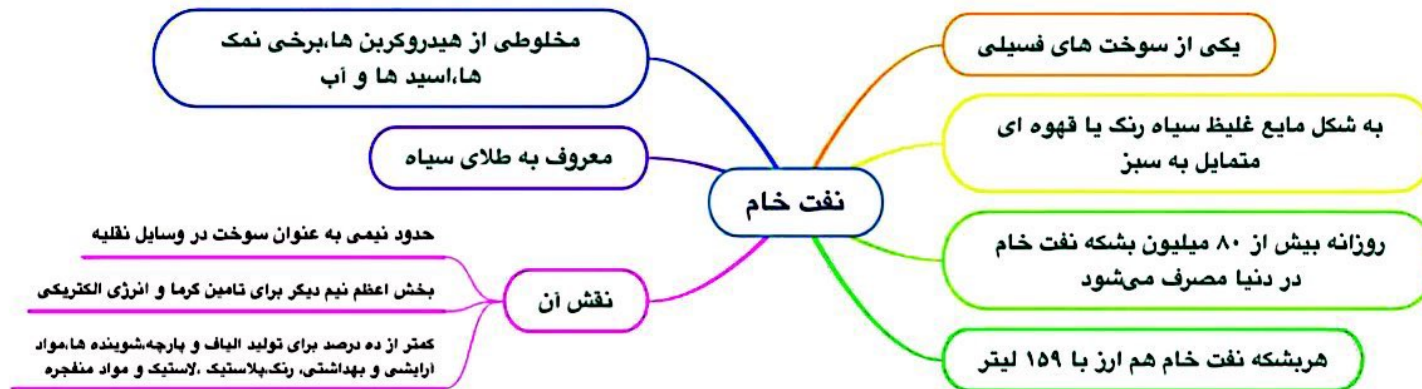 نفت خام
یکی از سوخت های فسیلی
به شکل مایع غلیظ سیاه رنگ یا قهوه ای
متمایل به سبز
روزانه بیش از ۸۰ میلیون بشکه نفت خام
در دنیا مصرف می‌شود
هربشکه نفت خام هم ارز با ۱۵۹ لیتر
مخلوطی از هیدروکربن ها،برخی نمک
ها،اسید ها و آب
معروف به طلای سیاه
نقش آن
حدود نیمی به عنوان سوخت در وسایل نقلیه
بخش اعظم نیم دیگر برای تامین گرما و انرژی الکتریکی
کمتر از ده درصد برای تولید الیاف و پارچه،شوینده ها،مواد
آرایشی و بهداشتی، رنگ،پلاستیک ،لاستیک و مواد منفجره